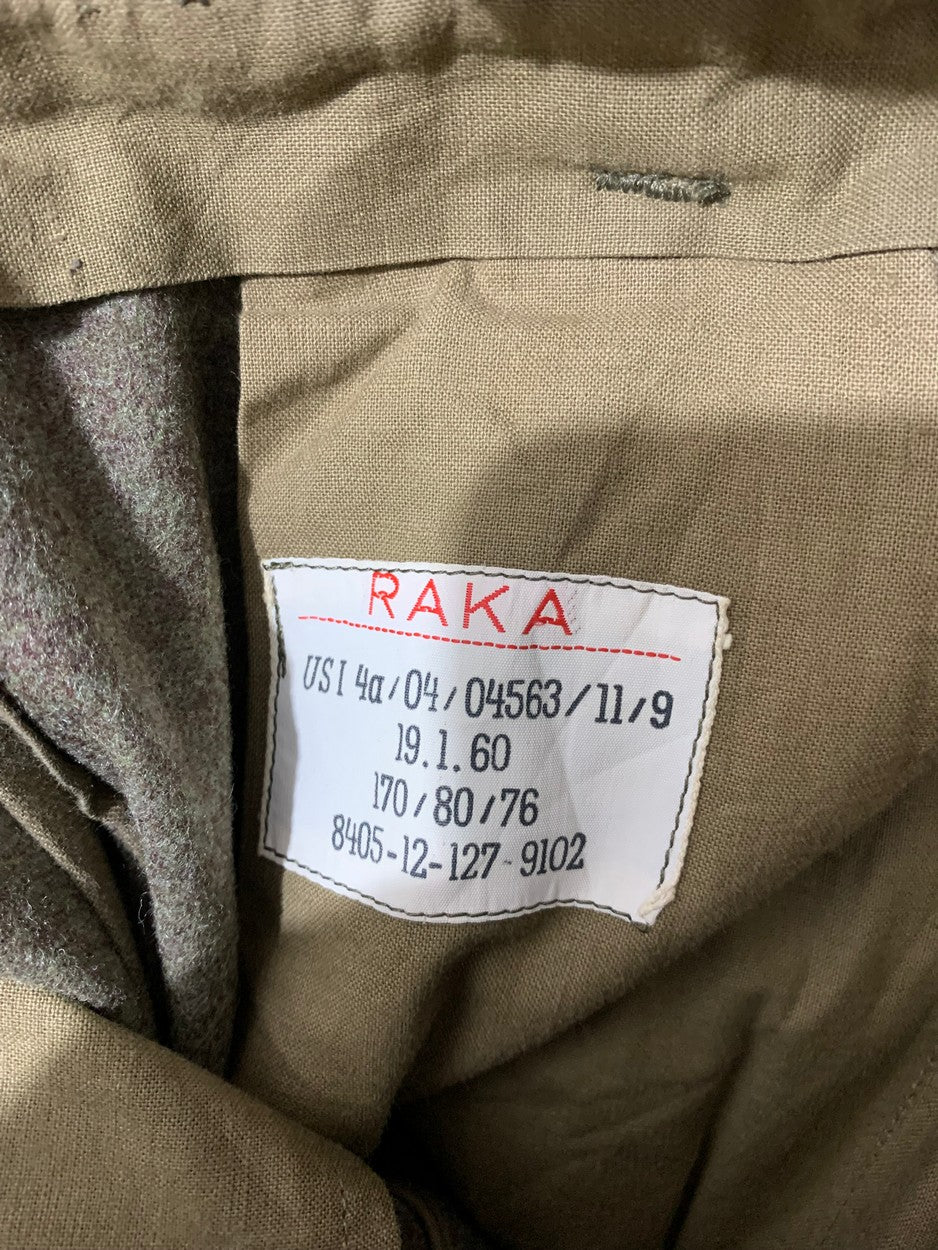 RAKA
USI 4a/04/04563/11/9
19.1.60
170/80/76
8405-12-127-9102